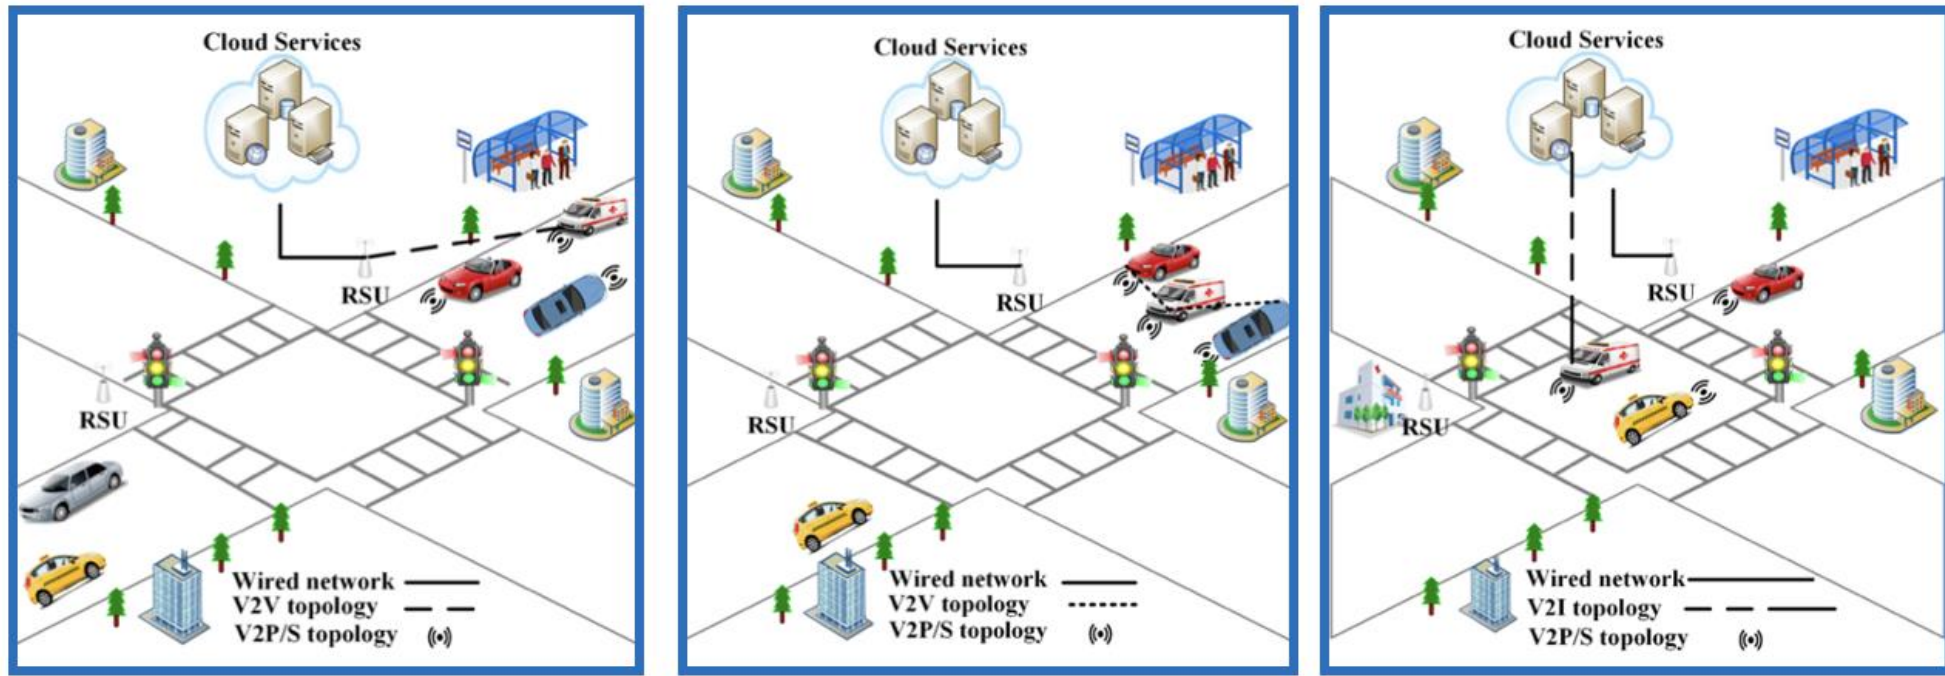 Cloud Services
RSU
RSU
Wired network
V2V topology
V2P/S topology
Cloud Services
RSU
RSU
Wired network
V2V topology
V2P/S topology
Cloud Services
RSU
RSU
Wired network
V2I topology
V2P/S topology